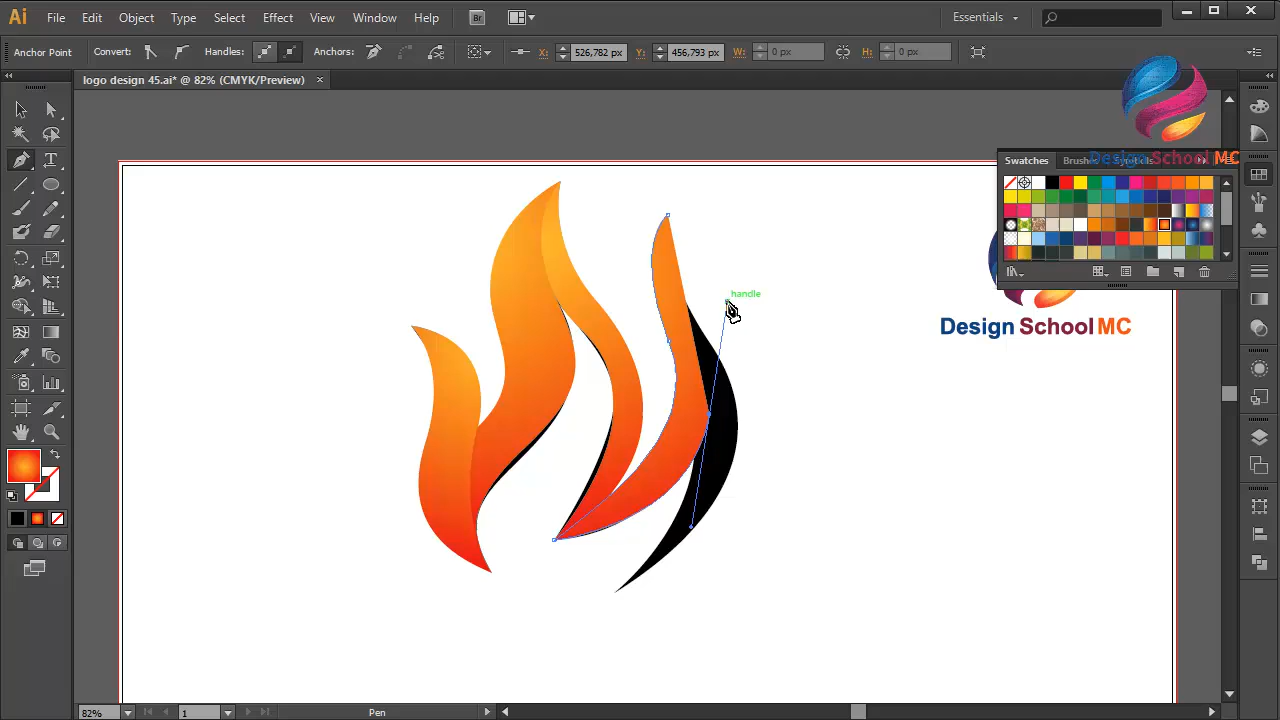 Ai File Edit Object Type Select Effect View Window Help Br Essentials
Anchor Point Convert: Handles: Anchors: X: 526,782 px Y: 456,793 px W: 0 px H: 0 px
logo design 45.ai* @ 82% (CMYK/Preview) ×
Design School MC
Swatches Brushes Symbols
handle
Design School MC
82% 1 Pen